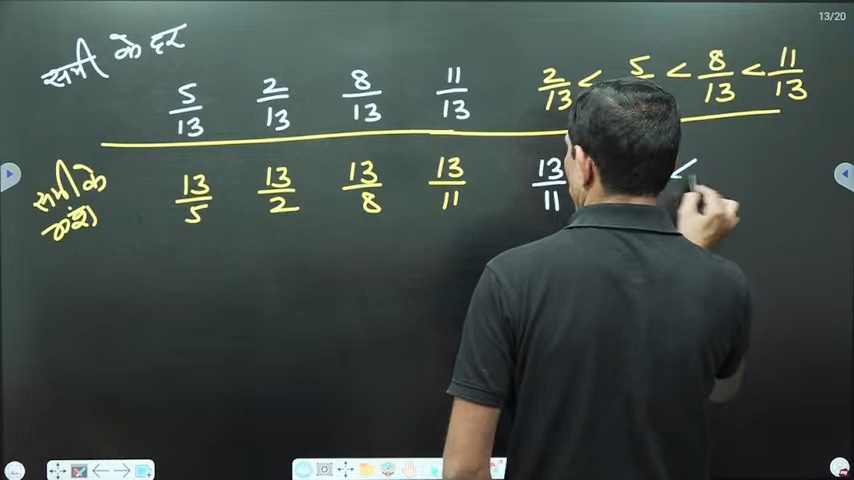 13/20
सभी के हर
5/13 2/13 8/13 11/13 2/13 < 5 < 8/13 < 11/13
सभी के
अंश
13/5 13/2 13/8 13/11 13/11 <